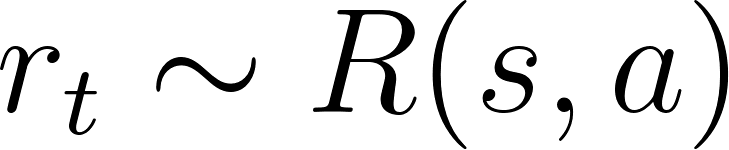 r_t ∼ R(s, a)